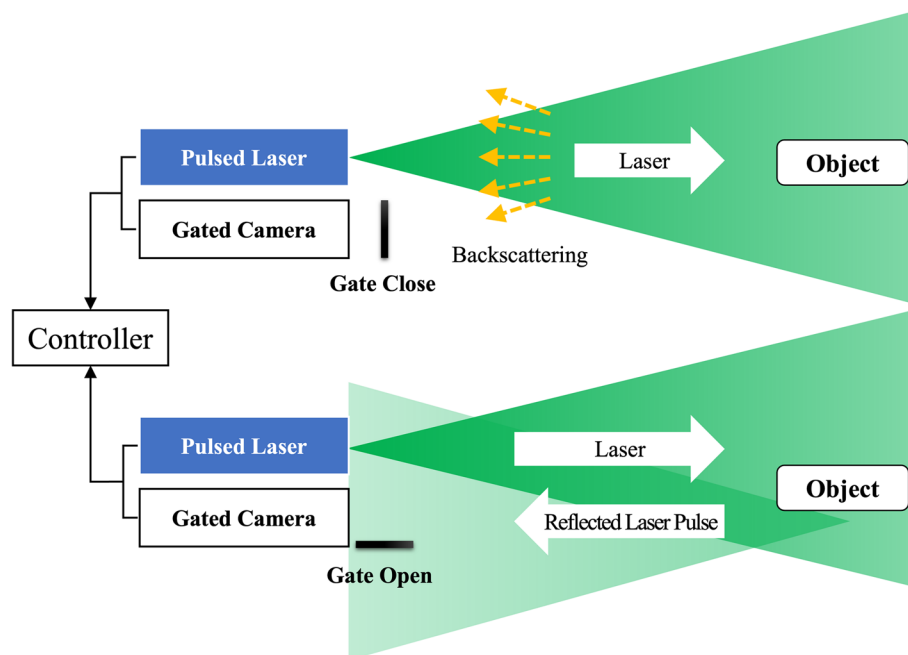 Pulsed Laser
Laser
Object
Gated Camera
Backscattering
Gate Close
Controller
Pulsed Laser
Laser
Object
Gated Camera
Reflected Laser Pulse
Gate Open